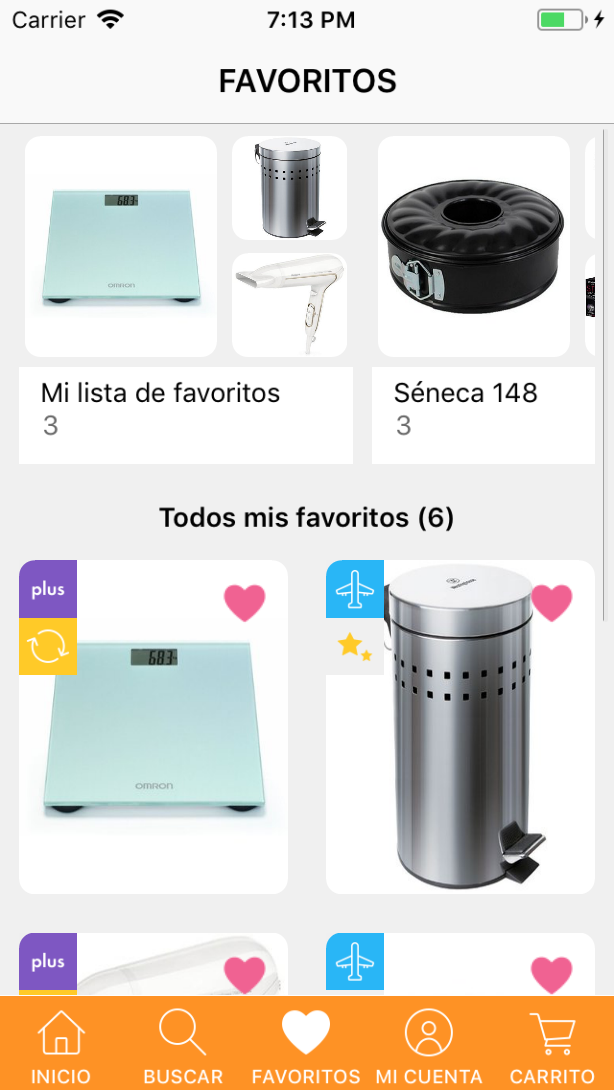 Carrier
7:13 PM
FAVORITOS
683
OMRON
Mi lista de favoritos
3
Séneca 148
3
Todos mis favoritos (6)
plus
683
OMRON
plus
INICIO
BUSCAR
FAVORITOS
MI CUENTA
CARRITO